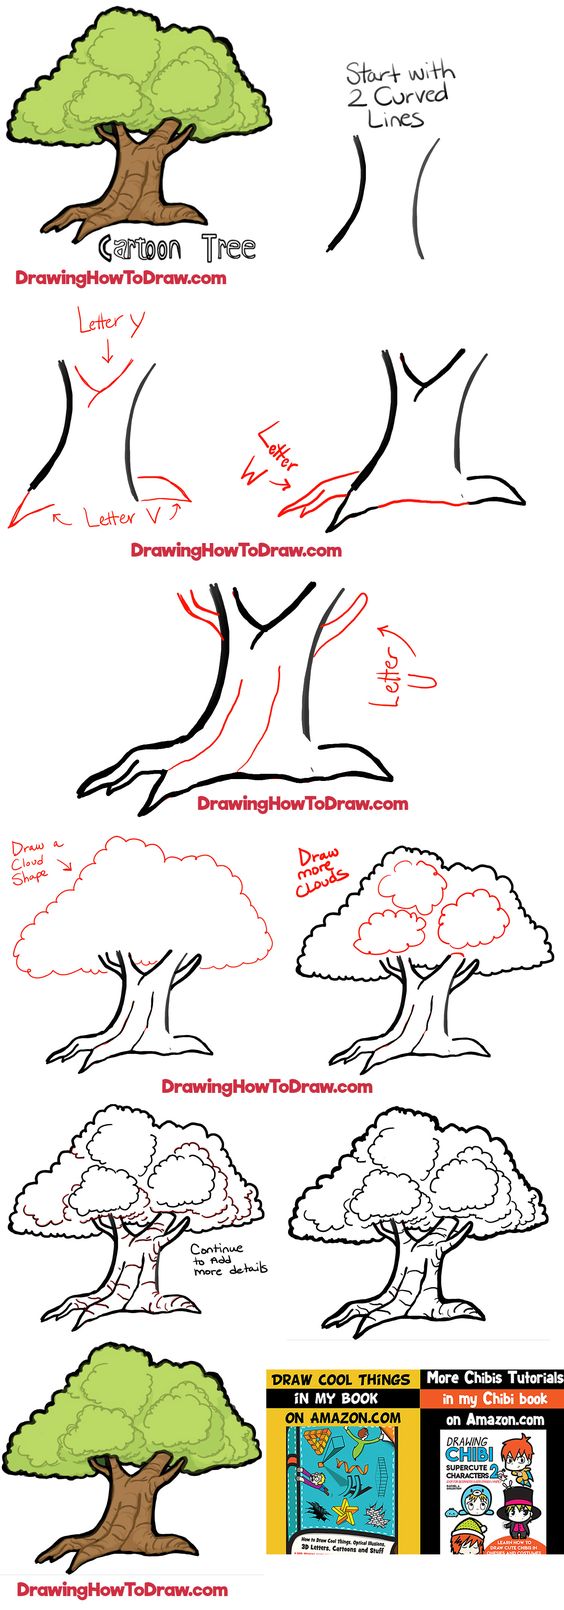 Start with
2 Curved
Lines
Cartoon Tree
DrawingHowToDraw.com
Letter Y
Letter V
Letter
W
DrawingHowToDraw.com
Letter
U
DrawingHowToDraw.com
Draw a
Cloud
Shape
Draw
more
clouds
DrawingHowToDraw.com
Continue
to Add
more details
DRAW COOL THINGS
IN MY BOOK
ON AMAZON.COM
How to Draw Cool Things, Optical Illusions,
3D Letters, Cartoons and Stuff
More Chibis Tutorials
in my Chibi book
on Amazon.com
DRAWING
CHIBI
SUPERCUTE
CHARACTERS 2
LEARN HOW TO
DRAW CUTE CHIBIS IN
DrawingHowToDraw.com